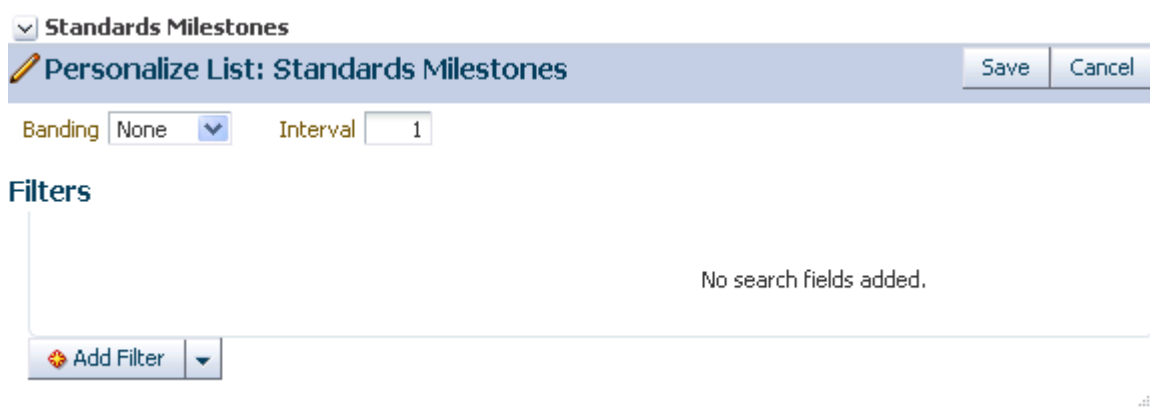 Standards Milestones
Personalize List: Standards Milestones Save Cancel
Banding None Interval 1
Filters
No search fields added.
Add Filter